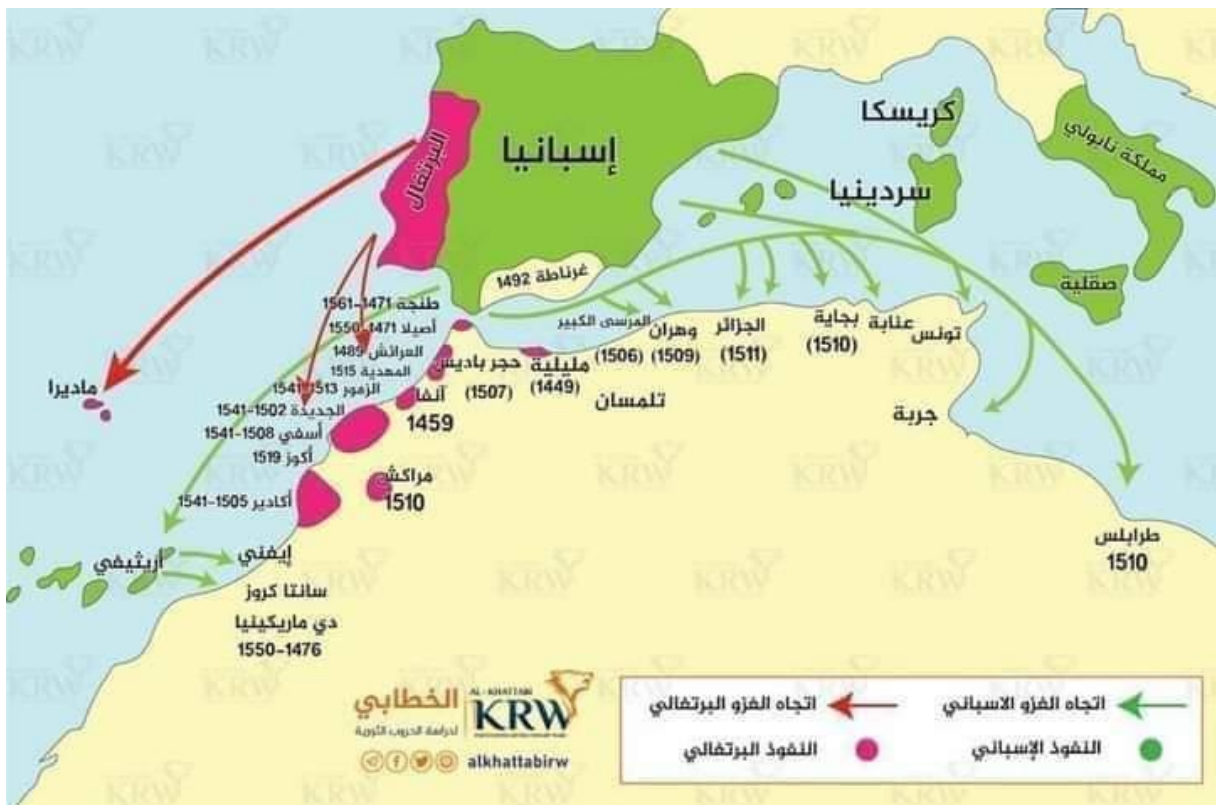 إسبانيا
البرتغال
كريسكا
سردينيا
مملكة نابولي
صقلية
غرناطة 1492
طنجة 1471-1561
أصيلا 1471-1550
العرائش 1489
المهدية 1515
الزمور 1513-1541
الجديدة 1502-1541
أسفي 1508-1541
أكوز 1519
أكادير 1505-1541
ماديرا
المرسى الكبير
(1506)
وهران
(1509)
الجزائر
(1511)
بجاية
(1510)
عنابة
تونس
حجر باديس
(1507)
مليلية
(1449)
تلمسان
جربة
آنفا
1459
مراكش
1510
طرابلس
1510
أريثيفي
إيفني
سانتا كروز
دي ماريكينيا
1476-1550
الخطابي
لدراسة الحروب الثورية
AL-KHATTABI
KRW
alkhattabirw
اتجاه الغزو الاسباني
اتجاه الغزو البرتغالي
النفوذ الإسباني
النفوذ البرتغالي